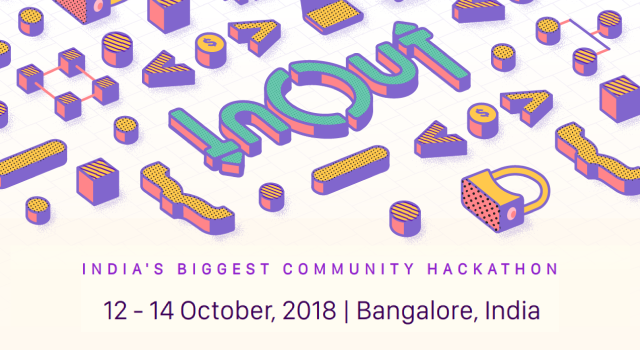 InOut
INDIA'S BIGGEST COMMUNITY HACKATHON
12 - 14 October, 2018 | Bangalore, India